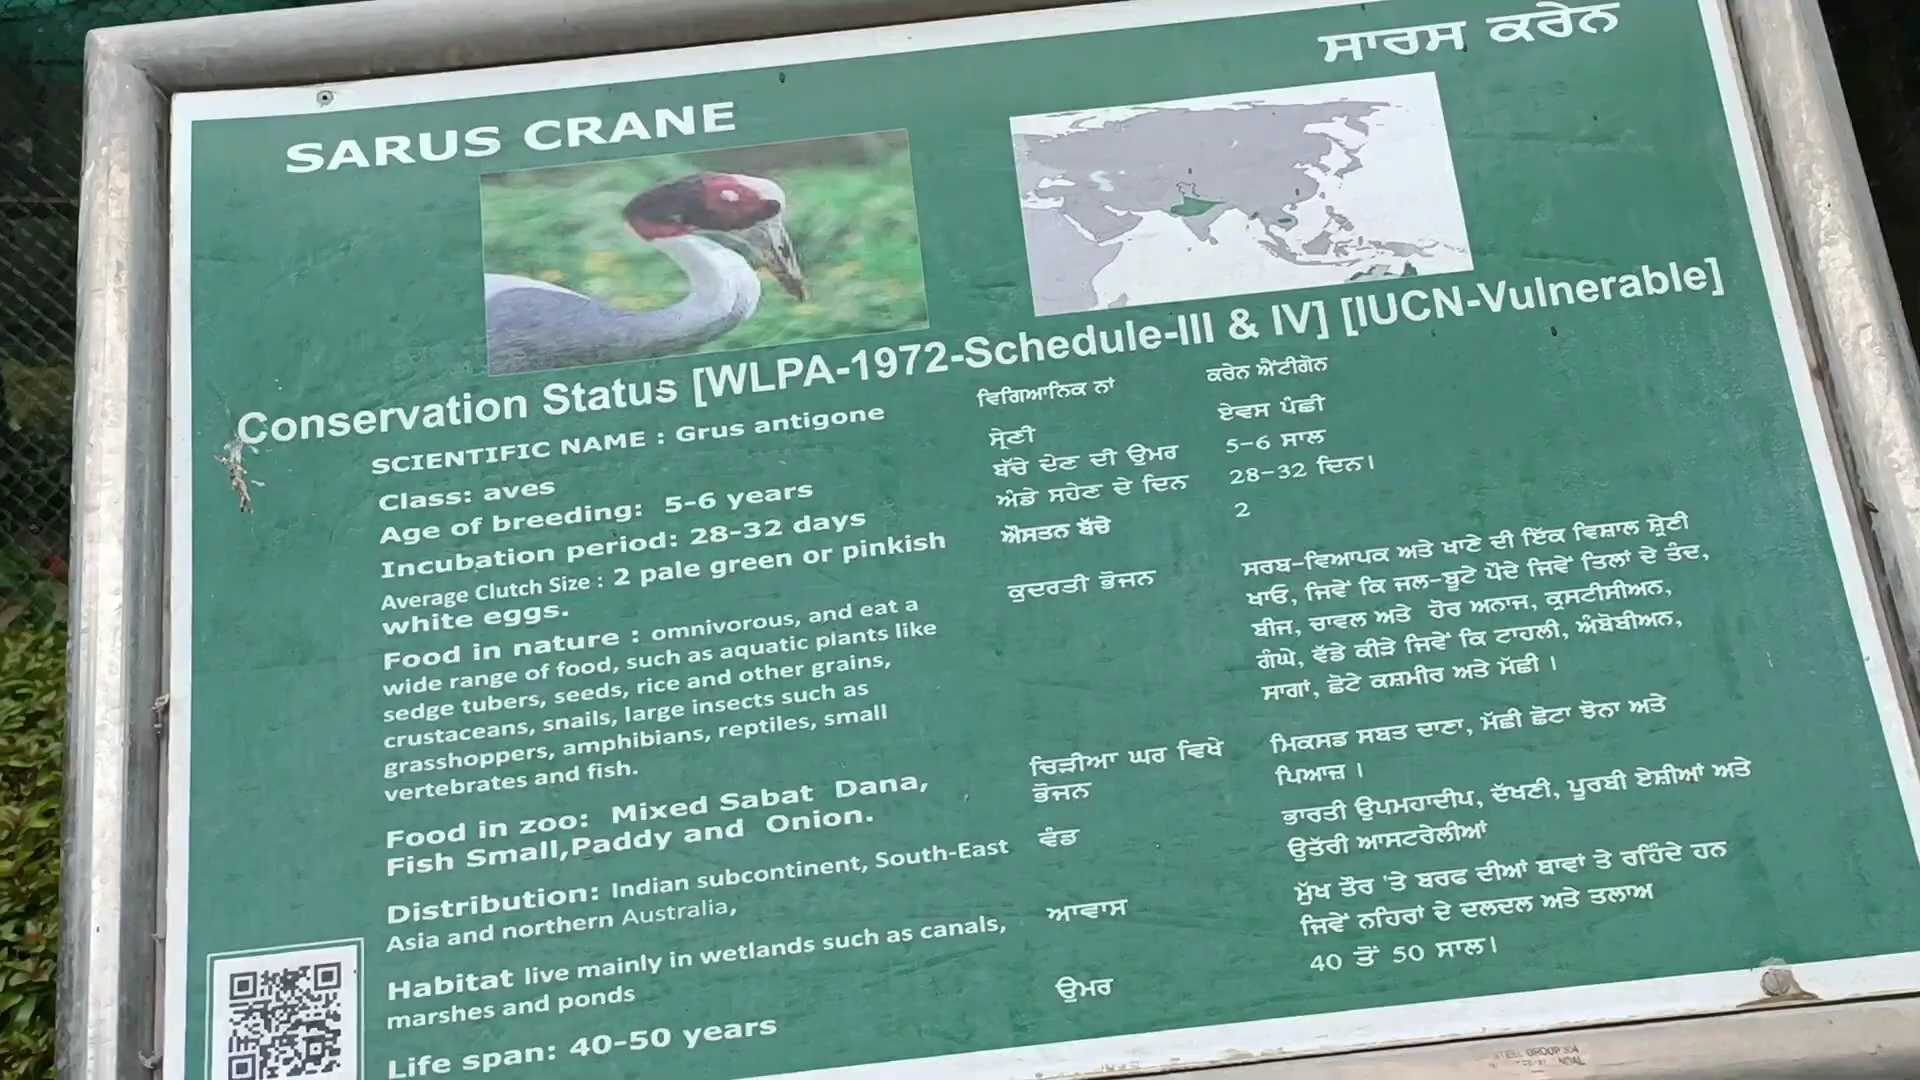 ਸਾਰਸ ਕਰੇਨ
SARUS CRANE
Conservation Status [WLPA-1972-Schedule-III & IV] [IUCN-Vulnerable]
SCIENTIFIC NAME : Grus antigone
Class: aves
Age of breeding: 5-6 years
Incubation period: 28-32 days
Average Clutch Size : 2 pale green or pinkish
white eggs.
Food in nature : omnivorous, and eat a
wide range of food, such as aquatic plants like
sedge tubers, seeds, rice and other grains,
crustaceans, snails, large insects such as
grasshoppers, amphibians, reptiles, small
vertebrates and fish.
Food in zoo: Mixed Sabat Dana,
Fish Small,Paddy and Onion.
Distribution: Indian subcontinent, South-East
Asia and northern Australia,
Habitat live mainly in wetlands such as canals,
marshes and ponds
Life span: 40-50 years
ਵਿਗਿਆਨਿਕ ਨਾਂ ਕਰੇਨ ਐਂਟੀਗੋਨ
ਸ੍ਰੇਣੀ ਏਵਸ ਪੰਛੀ
ਬੱਚੇ ਦੇਣ ਦੀ ਉਮਰ 5-6 ਸਾਲ
ਅੰਡੇ ਸਹੇਣ ਦੇ ਦਿਨ 28-32 ਦਿਨ।
ਔਸਤਨ ਬੱਚੇ 2
ਕੁਦਰਤੀ ਭੋਜਨ ਸਰਬ-ਵਿਆਪਕ ਅਤੇ ਖਾਣੇ ਦੀ ਇੱਕ ਵਿਸ਼ਾਲ ਸ਼੍ਰੇਣੀ
ਖਾਓ, ਜਿਵੇਂ ਕਿ ਜਲ-ਬੂਟੇ ਪੌਦੇ ਜਿਵੇਂ ਤਿਲਾਂ ਦੇ ਤੰਦ,
ਬੀਜ, ਚਾਵਲ ਅਤੇ ਹੋਰ ਅਨਾਜ, ਕ੍ਰਸਟੀਸੀਅਨ,
ਗੰਘੇ, ਵੱਡੇ ਕੀੜੇ ਜਿਵੇਂ ਕਿ ਟਾਹਲੀ, ਅੰਬੋਬੀਅਨ,
ਸਾਗਾਂ, ਛੋਟੇ ਕਸ਼ਮੀਰ ਅਤੇ ਮੱਛੀ ।
ਚਿੜੀਆ ਘਰ ਵਿਖੇ ਮਿਕਸਡ ਸਬਤ ਦਾਣਾ, ਮੱਛੀ ਛੋਟਾ ਝੋਨਾ ਅਤੇ
ਭੋਜਨ ਪਿਆਜ਼ ।
ਵੰਡ ਭਾਰਤੀ ਉਪਮਹਾਦੀਪ, ਦੱਖਣੀ, ਪੂਰਬੀ ਏਸ਼ੀਆਂ ਅਤੇ
ਉਤੱਰੀ ਆਸਟਰੇਲੀਆਂ
ਆਵਾਸ ਮੁੱਖ ਤੌਰ 'ਤੇ ਬਰਫ ਦੀਆਂ ਥਾਵਾਂ ਤੇ ਰਹਿੰਦੇ ਹਨ
ਜਿਵੇਂ ਨਹਿਰਾਂ ਦੇ ਦਲਦਲ ਅਤੇ ਤਲਾਅ
ਉਮਰ 40 ਤੋਂ 50 ਸਾਲ।